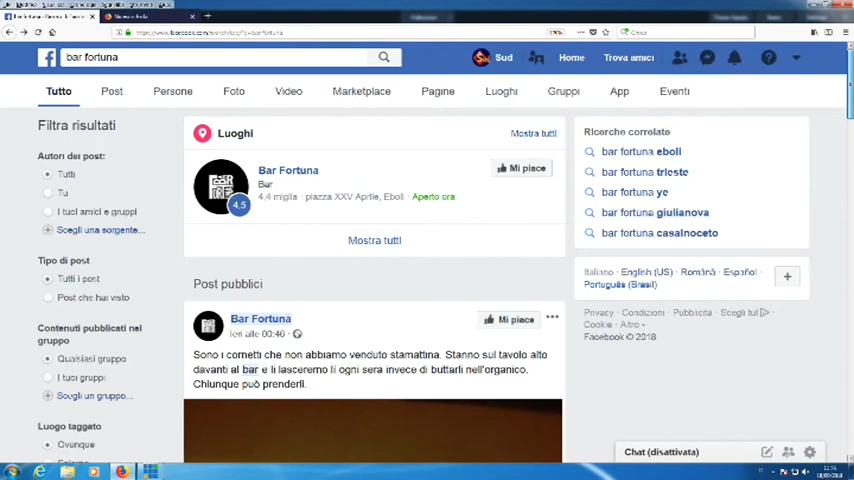 bar fortuna
Sud
Home
Trova amici
Tutto
Post
Persone
Foto
Video
Marketplace
Pagine
Luoghi
Gruppi
App
Eventi
Filtra risultati
Autori dei post:
Tutti
Tu
I tuoi amici e gruppi
Scegli una sorgente...
Tipo di post
Tutti i post
Post che hai visto
Contenuti pubblicati nel
gruppo
Qualsiasi gruppo
I tuoi gruppi
Scegli un gruppo...
Luogo taggato
Ovunque
Luoghi
Mostra tutti
Bar Fortuna
Mi piace
Bar
4,4 miglia · piazza XXV Aprile, Eboli · Aperto ora
4,5
Mostra tutti
Post pubblici
Bar Fortuna
Mi piace
Ieri alle 00:46
Sono i cornetti che non abbiamo venduto stamattina. Stanno sul tavolo alto
davanti al bar e li lasceremo lì ogni sera invece di buttarli nell'organico.
Chiunque può prenderli.
Ricerche correlate
bar fortuna eboli
bar fortuna trieste
bar fortuna ye
bar fortuna giulianova
bar fortuna casalnoceto
Italiano · English (US) · Română · Español ·
Português (Brasil)
Privacy · Condizioni · Pubblicità · Scegli tu!
Cookie · Altro
Facebook © 2018
Chat (disattivata)